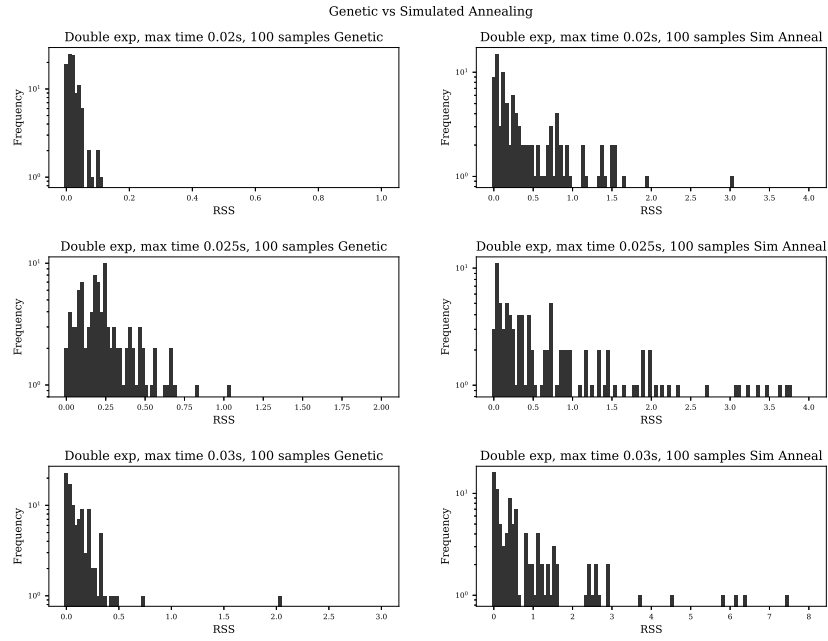 Genetic vs Simulated Annealing
Double exp, max time 0.02s, 100 samples Genetic
Frequency
10¹
10⁰
0.0 0.2 0.4 0.6 0.8 1.0
RSS
Double exp, max time 0.02s, 100 samples Sim Anneal
Frequency
10¹
10⁰
0.0 0.5 1.0 1.5 2.0 2.5 3.0 3.5 4.0
RSS
Double exp, max time 0.025s, 100 samples Genetic
Frequency
10¹
10⁰
0.00 0.25 0.50 0.75 1.00 1.25 1.50 1.75 2.00
RSS
Double exp, max time 0.025s, 100 samples Sim Anneal
Frequency
10¹
10⁰
0.0 0.5 1.0 1.5 2.0 2.5 3.0 3.5 4.0
RSS
Double exp, max time 0.03s, 100 samples Genetic
Frequency
10¹
10⁰
0.0 0.5 1.0 1.5 2.0 2.5 3.0
RSS
Double exp, max time 0.03s, 100 samples Sim Anneal
Frequency
10¹
10⁰
0 1 2 3 4 5 6 7 8
RSS